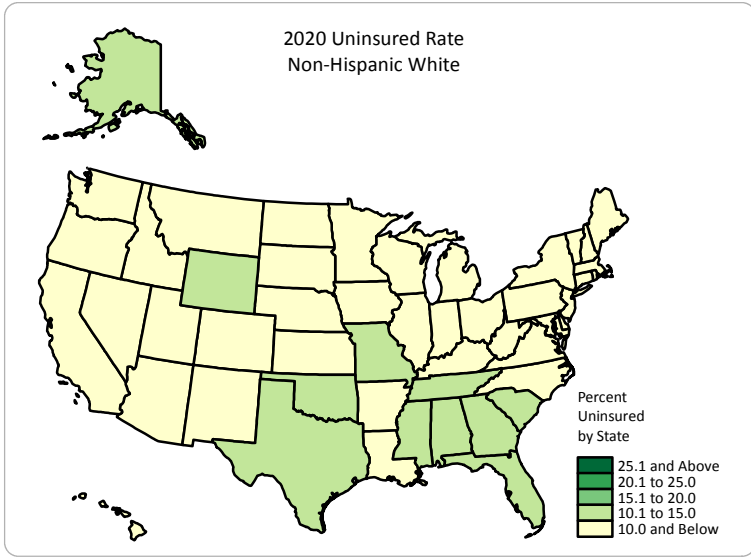 2020 Uninsured Rate
Non-Hispanic White
Percent
Uninsured
by State
25.1 and Above
20.1 to 25.0
15.1 to 20.0
10.1 to 15.0
10.0 and Below